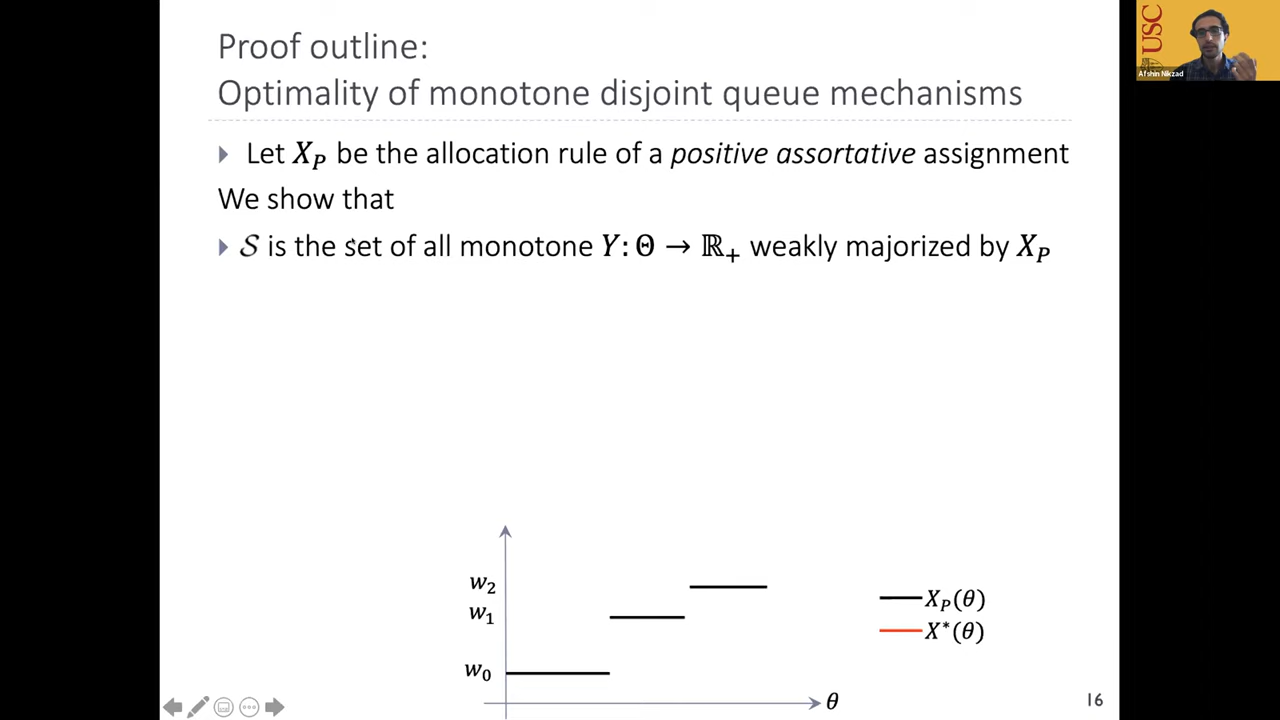 Proof outline:
Optimality of monotone disjoint queue mechanisms
Let X_P be the allocation rule of a positive assortative assignment
We show that
𝒮 is the set of all monotone Y: Θ → ℝ₊ weakly majorized by X_P
w₂
w₁
w₀
θ
X_P(θ)
X*(θ)
16
USC
Afshin Nikzad